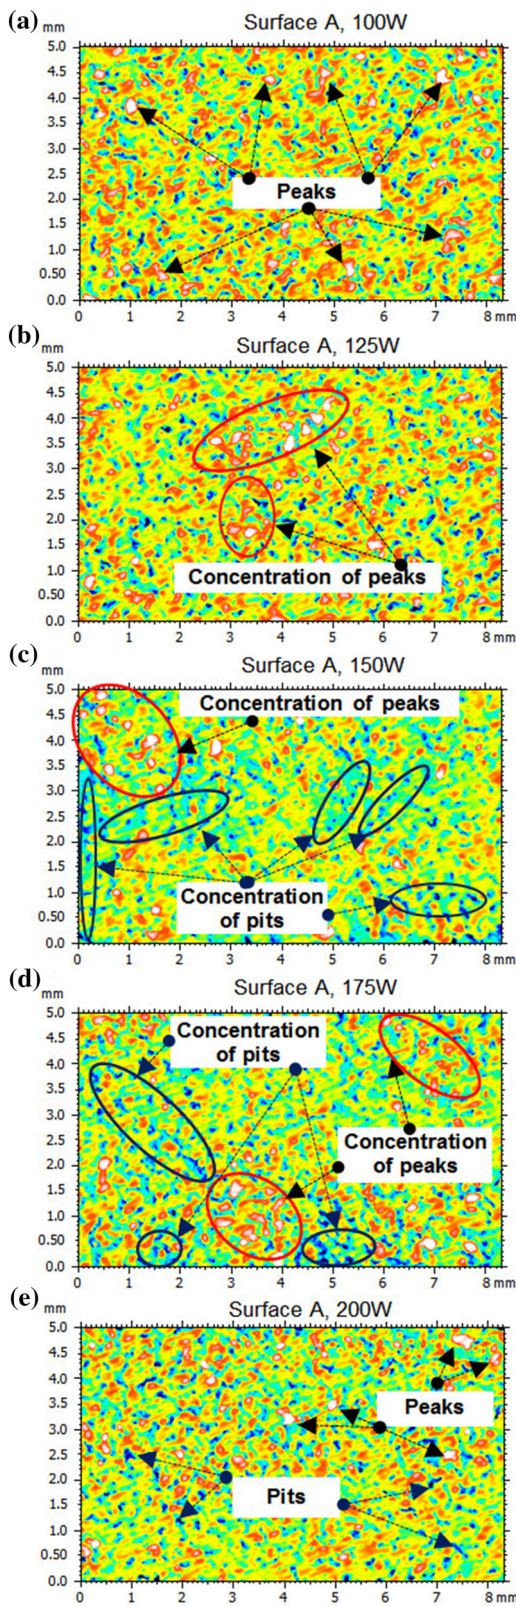 (a)
mm
Surface A, 100W
5.0
4.5
4.0
3.5
3.0
2.5
2.0
1.5
1.0
0.50
0.0
Peaks
0 1 2 3 4 5 6 7 8 mm
(b)
mm
Surface A, 125W
5.0
4.5
4.0
3.5
3.0
2.5
2.0
1.5
1.0
0.50
0.0
Concentration of peaks
0 1 2 3 4 5 6 7 8 mm
(c)
mm
Surface A, 150W
5.0
4.5
4.0
3.5
3.0
2.5
2.0
1.5
1.0
0.50
0.0
Concentration of peaks
Concentration
of pits
0 1 2 3 4 5 6 7 8 mm
(d)
mm
Surface A, 175W
5.0
4.5
4.0
3.5
3.0
2.5
2.0
1.5
1.0
0.50
0.0
Concentration
of pits
Concentration
of peaks
0 1 2 3 4 5 6 7 8 mm
(e)
mm
Surface A, 200W
5.0
4.5
4.0
3.5
3.0
2.5
2.0
1.5
1.0
0.50
0.0
Peaks
Pits
0 1 2 3 4 5 6 7 8 mm